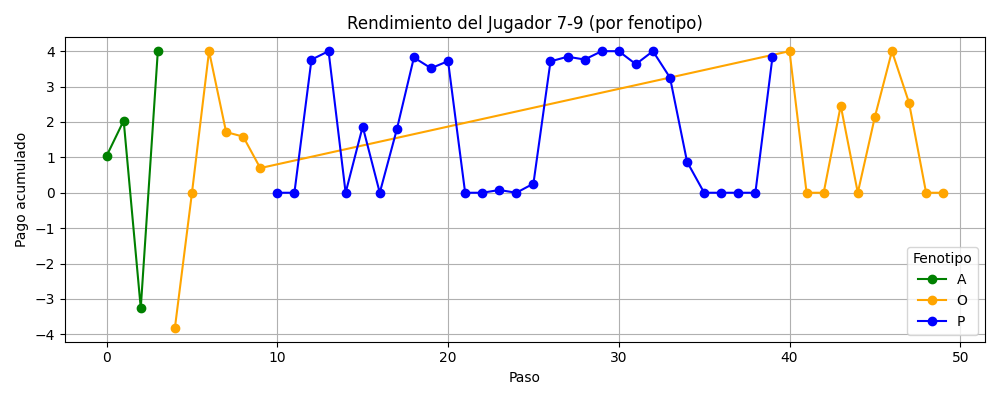 Rendimiento del Jugador 7-9 (por fenotipo)
Pago acumulado
4
3
2
1
0
−1
−2
−3
−4
0
10
20
30
40
50
Paso
Fenotipo
A
O
P